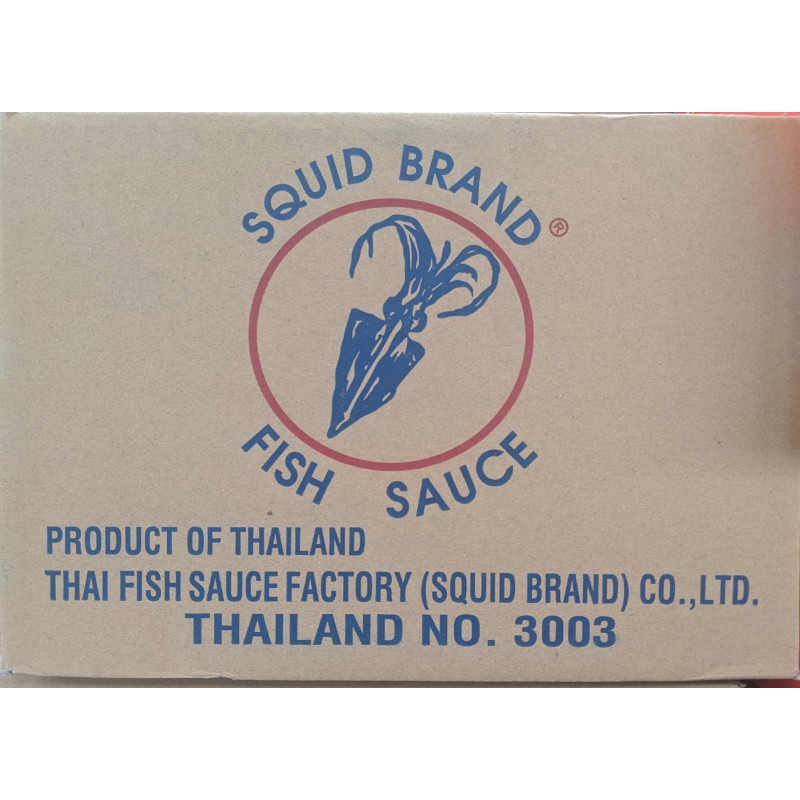 SQUID BRAND®
FISH SAUCE
PRODUCT OF THAILAND
THAI FISH SAUCE FACTORY (SQUID BRAND) CO.,LTD.
THAILAND NO. 3003